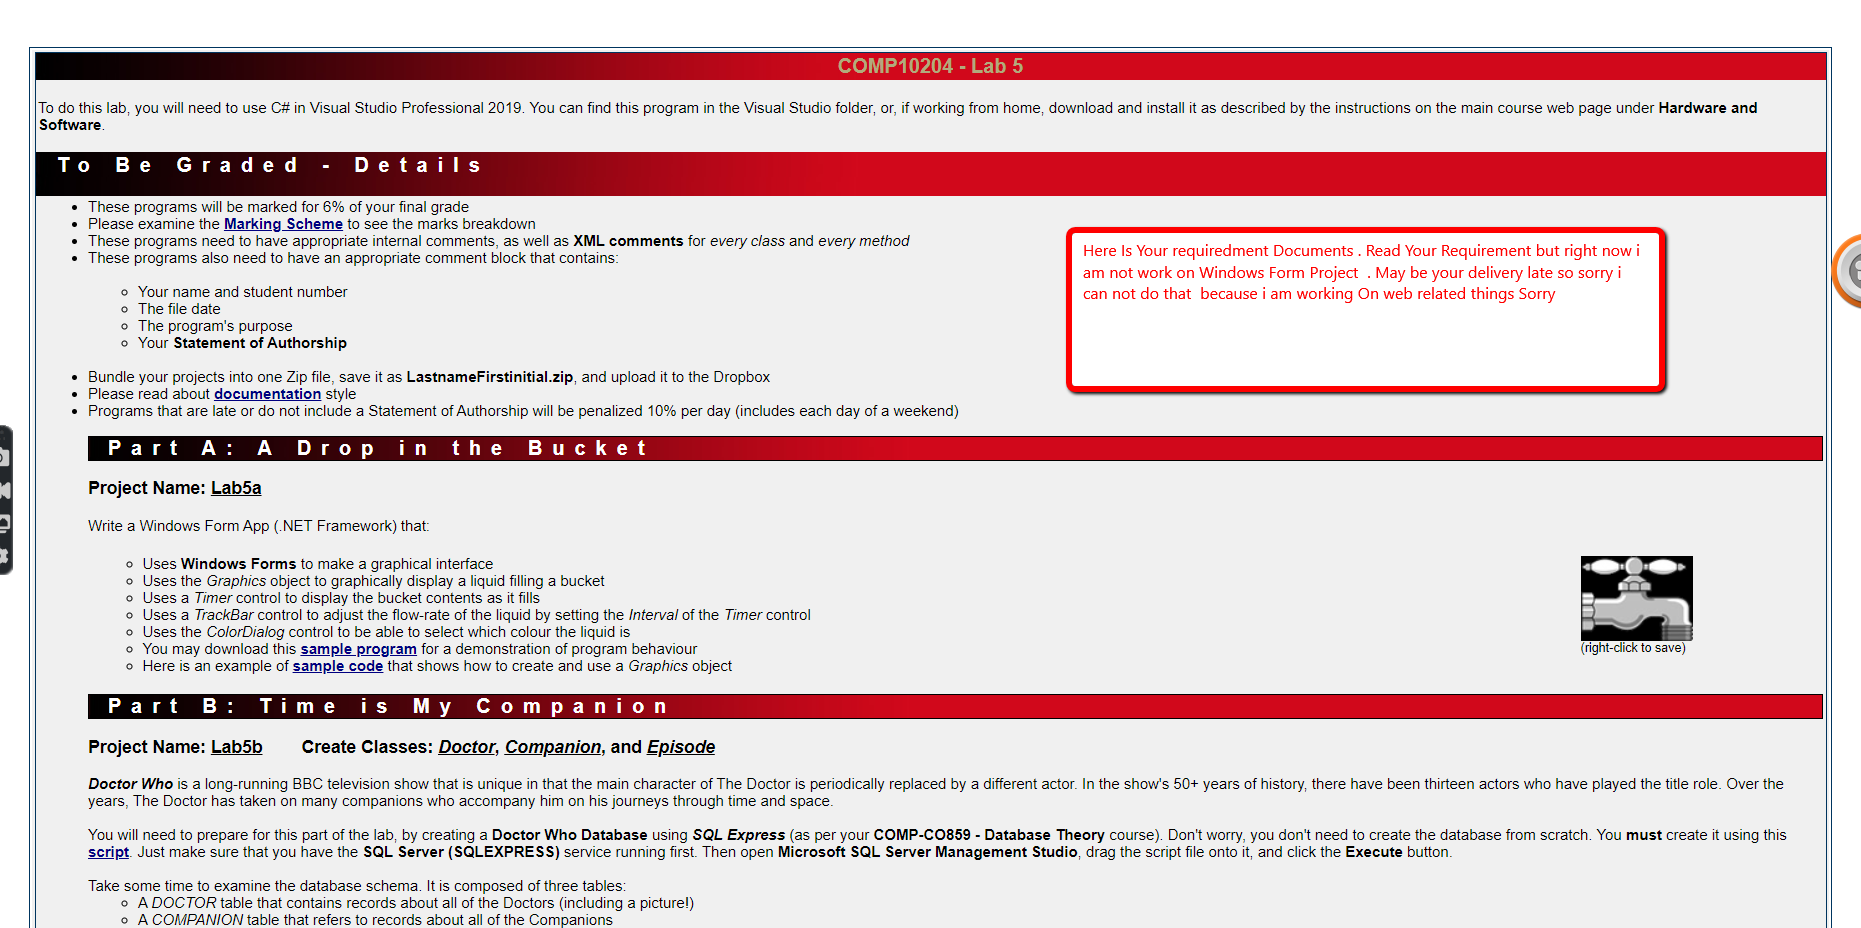 COMP10204 - Lab 5
To do this lab, you will need to use C# in Visual Studio Professional 2019. You can find this program in the Visual Studio folder, or, if working from home, download and install it as described by the instructions on the main course web page under Hardware and
Software.
To Be Graded - Details
These programs will be marked for 6% of your final grade
Please examine the Marking Scheme to see the marks breakdown
These programs need to have appropriate internal comments, as well as XML comments for every class and every method
These programs also need to have an appropriate comment block that contains:
Your name and student number
The file date
The program's purpose
Your Statement of Authorship
Bundle your projects into one Zip file, save it as LastnameFirstinitial.zip, and upload it to the Dropbox
Please read about documentation style
Programs that are late or do not include a Statement of Authorship will be penalized 10% per day (includes each day of a weekend)
Here Is Your requiredment Documents . Read Your Requirement but right now i
am not work on Windows Form Project . May be your delivery late so sorry i
can not do that because i am working On web related things Sorry
Part A: A Drop in the Bucket
Project Name: Lab5a
Write a Windows Form App (.NET Framework) that:
Uses Windows Forms to make a graphical interface
Uses the Graphics object to graphically display a liquid filling a bucket
Uses a Timer control to display the bucket contents as it fills
Uses a TrackBar control to adjust the flow-rate of the liquid by setting the Interval of the Timer control
Uses the ColorDialog control to be able to select which colour the liquid is
You may download this sample program for a demonstration of program behaviour
Here is an example of sample code that shows how to create and use a Graphics object
(right-click to save)
Part B: Time is My Companion
Project Name: Lab5b Create Classes: Doctor, Companion, and Episode
Doctor Who is a long-running BBC television show that is unique in that the main character of The Doctor is periodically replaced by a different actor. In the show's 50+ years of history, there have been thirteen actors who have played the title role. Over the
years, The Doctor has taken on many companions who accompany him on his journeys through time and space.
You will need to prepare for this part of the lab, by creating a Doctor Who Database using SQL Express (as per your COMP-CO859 - Database Theory course). Don't worry, you don't need to create the database from scratch. You must create it using this
script. Just make sure that you have the SQL Server (SQLEXPRESS) service running first. Then open Microsoft SQL Server Management Studio, drag the script file onto it, and click the Execute button.
Take some time to examine the database schema. It is composed of three tables:
A DOCTOR table that contains records about all of the Doctors (including a picture!)
A COMPANION table that refers to records about all of the Companions